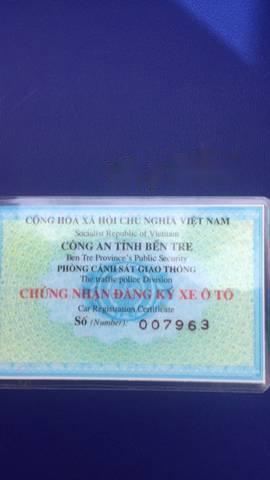 CỘNG HÒA XÃ HỘI CHỦ NGHĨA VIỆT NAM
Socialist Republic of Vietnam
CÔNG AN TỈNH BẾN TRE
Ben Tre Province's Public Security
PHÒNG CẢNH SÁT GIAO THÔNG
The traffic police Division
CHỨNG NHẬN ĐĂNG KÝ XE Ô TÔ
Car Registration Certificate
Số (Number): 007963